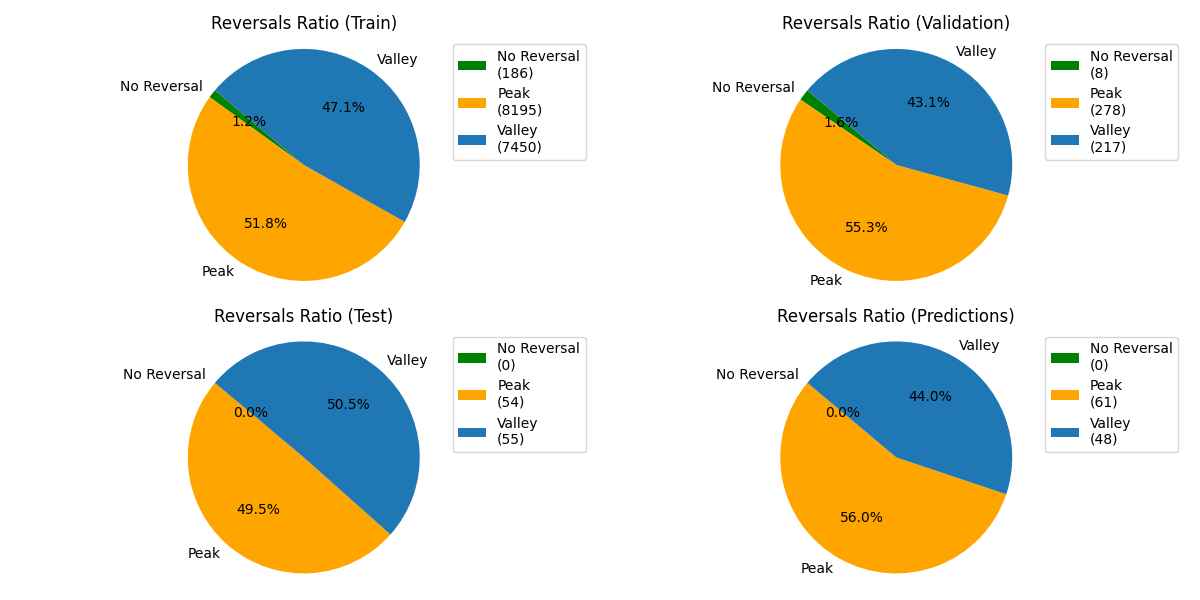 Reversals Ratio (Train)
No Reversal
Valley
Peak
1.2%
47.1%
51.8%
No Reversal
(186)
Peak
(8195)
Valley
(7450)
Reversals Ratio (Validation)
No Reversal
Valley
Peak
1.6%
43.1%
55.3%
No Reversal
(8)
Peak
(278)
Valley
(217)
Reversals Ratio (Test)
No Reversal
Valley
Peak
0.0%
50.5%
49.5%
No Reversal
(0)
Peak
(54)
Valley
(55)
Reversals Ratio (Predictions)
No Reversal
Valley
Peak
0.0%
44.0%
56.0%
No Reversal
(0)
Peak
(61)
Valley
(48)